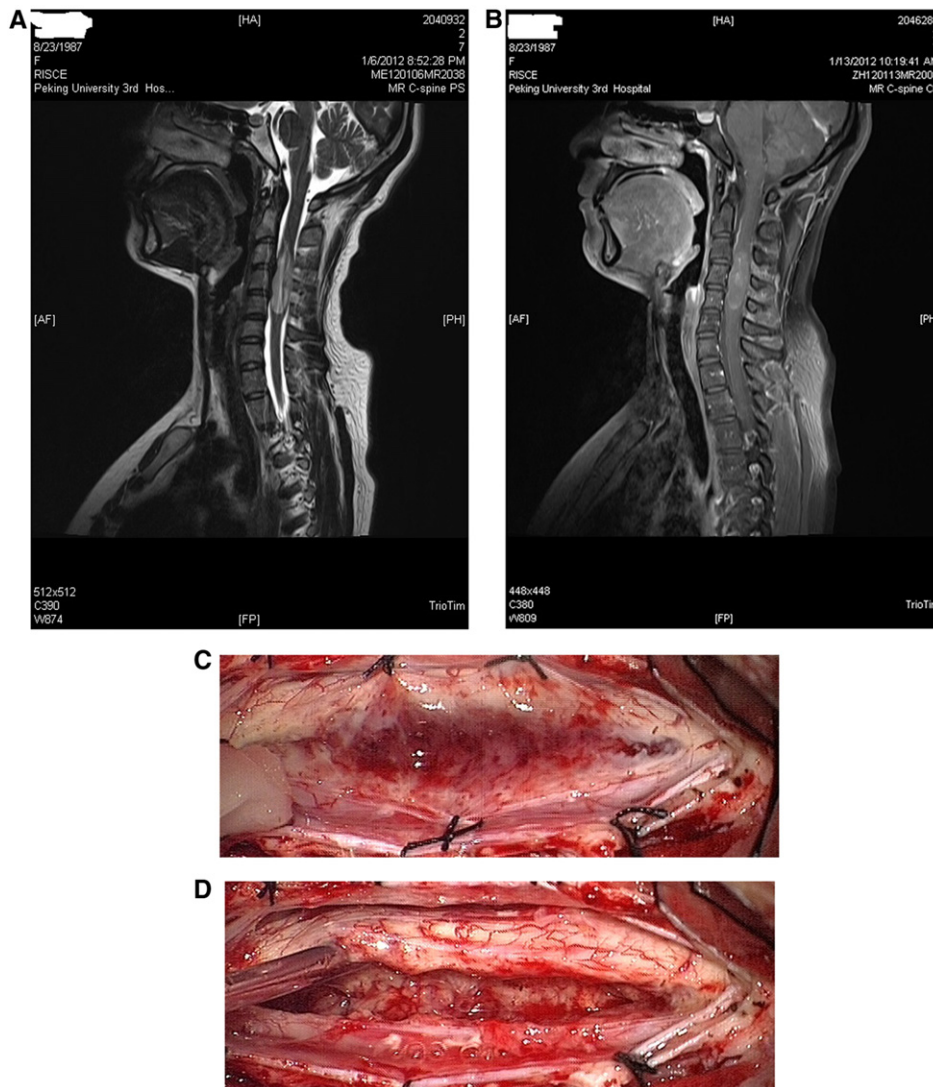 A
[HA]
2040932
2
8/23/1987
7
F
1/6/2012 8:52:28 PM
RISCE
ME120106MR2038
Peking University 3rd Hos...
MR C-spine PS
[AF]
[PH]
512x512
C390
TrioTim
W874
[FP]
B
[HA]
204628
8/23/1987
F
1/13/2012 10:19:41 A
RISCE
ZH120113MR200
Peking University 3rd Hospital
MR C-spine C
[AF]
[PH
448x448
C380
TrioTi
W809
[FP]
C
D